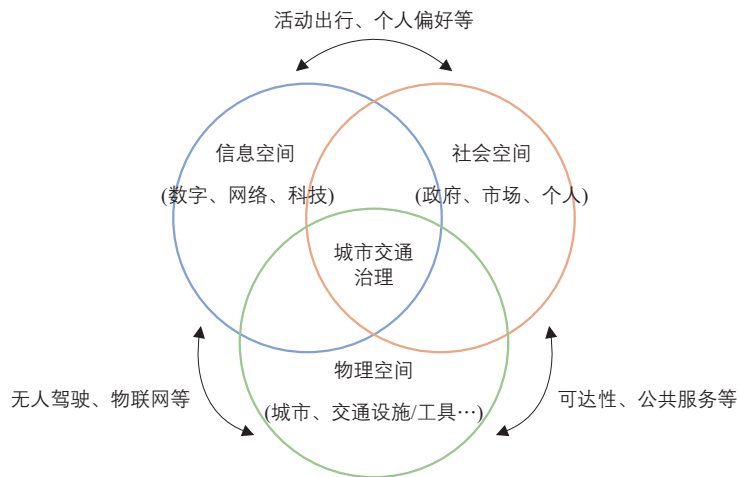 活动出行、个人偏好等
信息空间
社会空间
(数字、网络、科技)
(政府、市场、个人)
城市交通
治理
物理空间
无人驾驶、物联网等
可达性、公共服务等
(城市、交通设施/工具…)